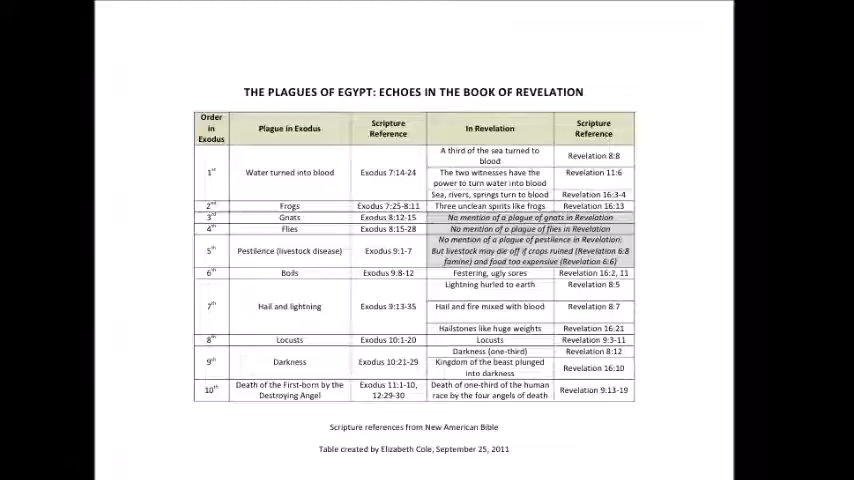 THE PLAGUES OF EGYPT: ECHOES IN THE BOOK OF REVELATION
Order in Exodus
Plague in Exodus
Scripture Reference
In Revelation
Scripture Reference
1st
Water turned into blood
Exodus 7:14-24
A third of the sea turned to blood
Revelation 8:8
The two witnesses have the power to turn water into blood
Revelation 11:6
Sea, rivers, springs turn to blood
Revelation 16:3-4
2nd
Frogs
Exodus 7:25-8:11
Three unclean spirits like frogs
Revelation 16:13
3rd
Gnats
Exodus 8:12-15
No mention of a plague of gnats in Revelation
4th
Flies
Exodus 8:15-28
No mention of a plague of flies in Revelation
5th
Pestilence (livestock disease)
Exodus 9:1-7
No mention of a plague of pestilence in Revelation;
But livestock may die off if crops ruined (Revelation 6:8
famine) and food too expensive (Revelation 6:6)
6th
Boils
Exodus 9:8-12
Festering, ugly sores
Revelation 16:2, 11
7th
Hail and lightning
Exodus 9:13-35
Lightning hurled to earth
Revelation 8:5
Hail and fire mixed with blood
Revelation 8:7
Hailstones like huge weights
Revelation 16:21
8th
Locusts
Exodus 10:1-20
Locusts
Revelation 9:3-11
9th
Darkness
Exodus 10:21-29
Darkness (one-third)
Revelation 8:12
Kingdom of the beast plunged into darkness
Revelation 16:10
10th
Death of the First-born by the Destroying Angel
Exodus 11:1-10, 12:29-30
Death of one-third of the human race by the four angels of death
Revelation 9:13-19
Scripture references from New American Bible
Table created by Elizabeth Cole, September 25, 2011